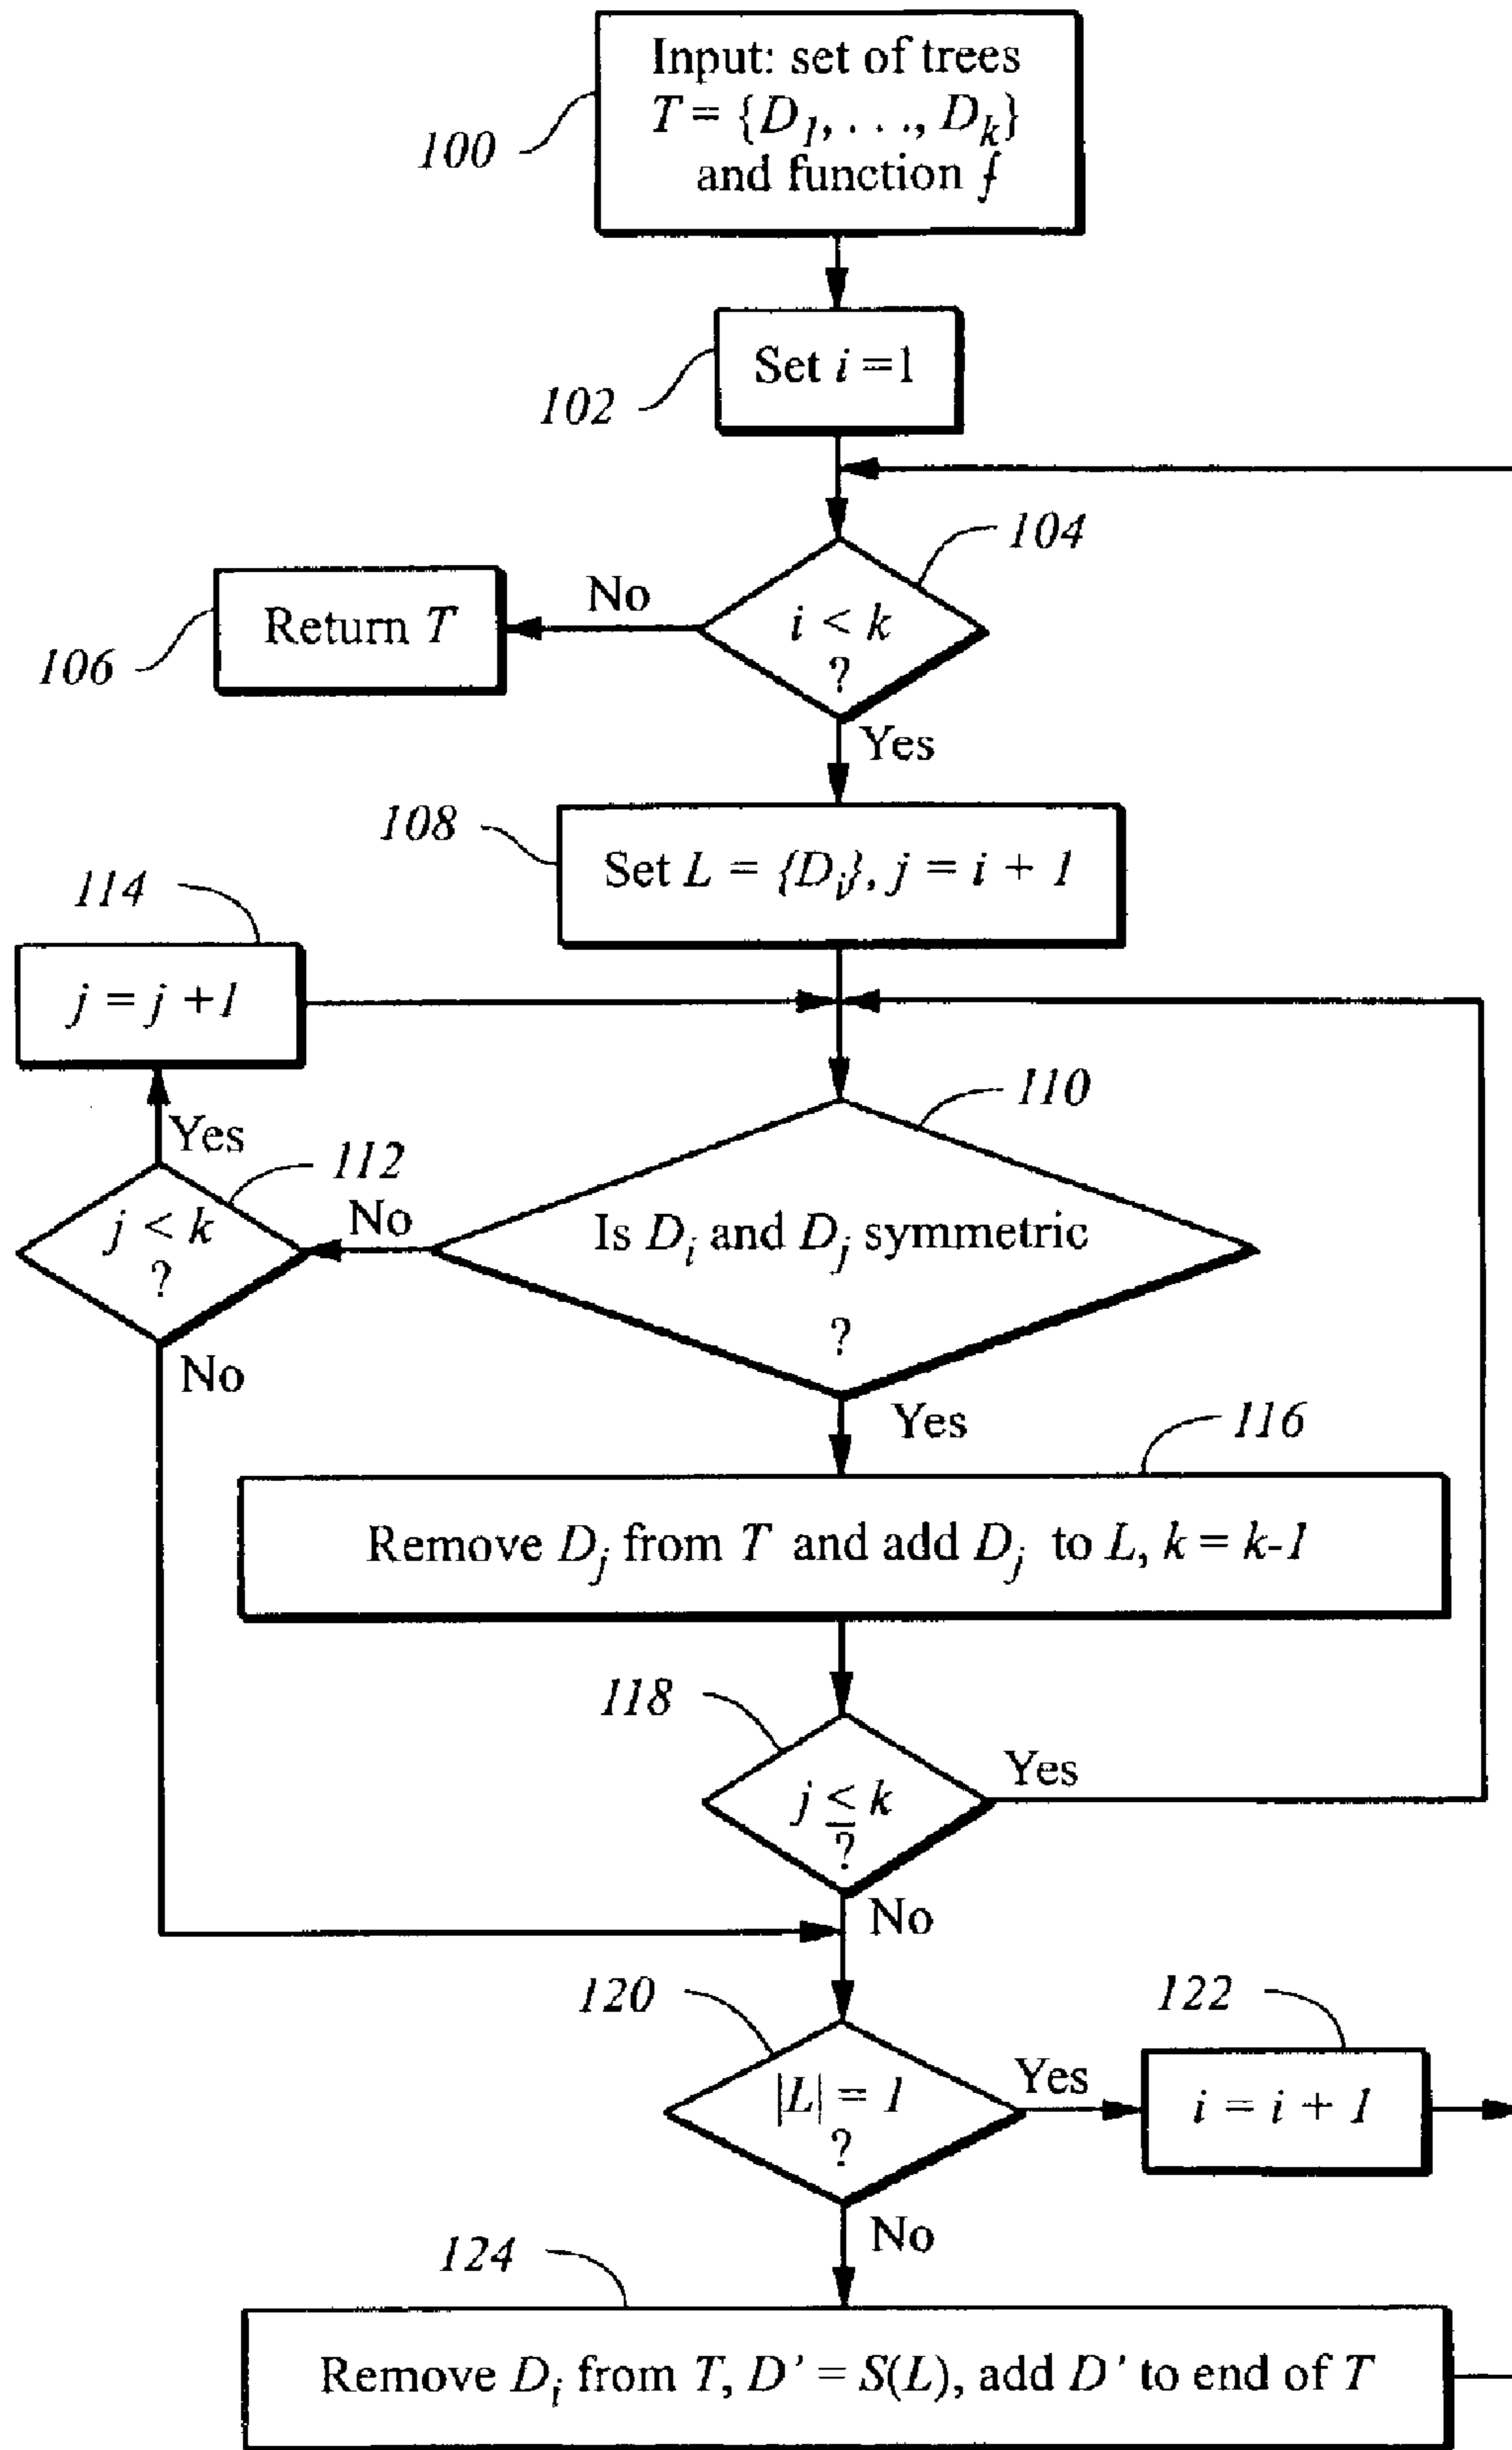 Input: set of trees
T = {D₁, . . ., Dₖ}
and function f
100
Set i =1
102
104
i < k
?
No
Return T
106
Yes
108
Set L = {Dᵢ}, j = i + 1
114
j = j +1
110
Yes
112
j < k
?
No
Is Dᵢ and Dⱼ symmetric
?
No
Yes
116
Remove Dⱼ from T and add Dⱼ to L, k = k-1
118
j ≤ k
?
Yes
No
120
122
|L| = 1
?
Yes
i = i + 1
No
124
Remove Dᵢ from T, D' = S(L), add D' to end of T